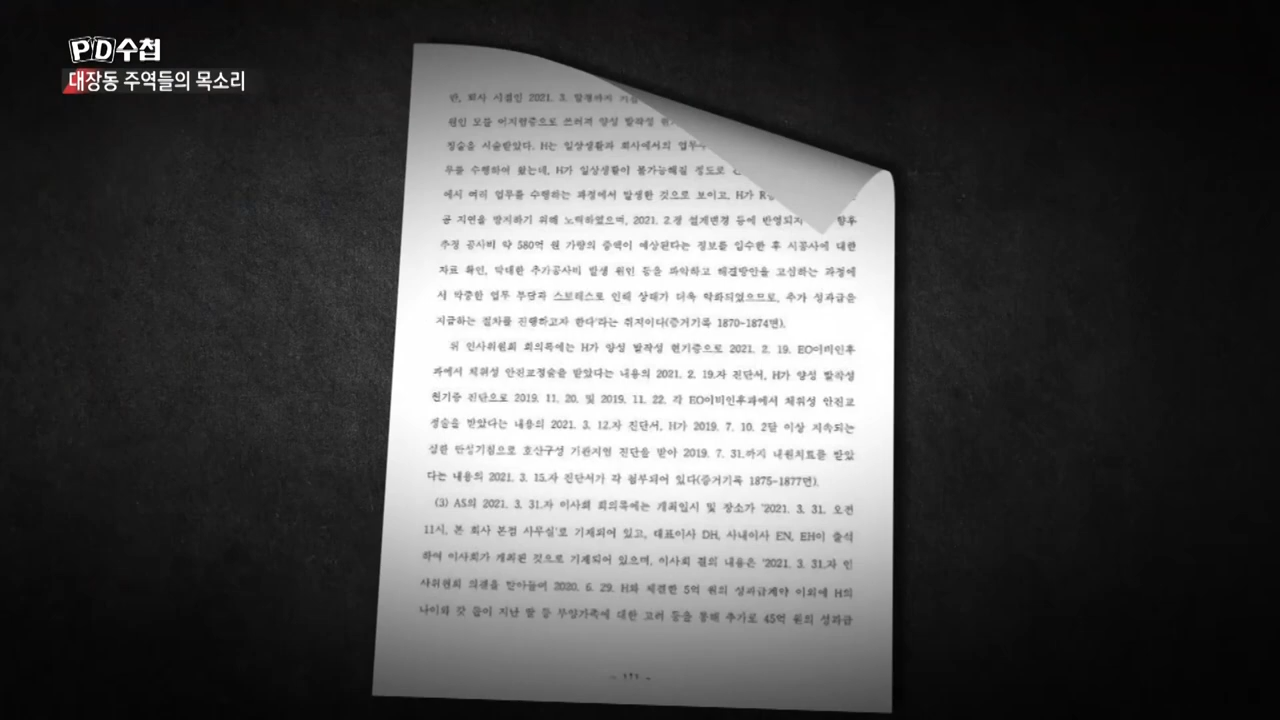 PD수첩
대장동 주역들의 목소리
만, 퇴사 시점인 2021. 3. 말경까지
원인 모를 어지럼증으로 쓰러져 양성 발작성
정술을 시술받았다. H는 일상생활과 회사에서의
무를 수행하여 왔는데, H가 일상생활이 불가능해질 정도로
에서 여러 업무를 수행하는 과정에서 발생한 것으로 보이고, H가
공 지연을 방지하기 위해 노력하였으며, 2021. 2.경 설계변경 등에 반영되지 향후
추정 공사비 약 580억 원 가량의 증액이 예상된다는 정보를 입수한 후 시공사에 대한
자료 확인, 막대한 추가공사비 발생 원인 등을 파악하고 해결방안을 고심하는 과정에
서 막중한 업무 부담과 스트레스로 인해 상태가 더욱 악화되었으므로, 추가 성과급을
지급하는 절차를 진행하고자 한다'라는 취지이다(증거기록 1870-1874면).
위 인사위원회 회의록에는 H가 양성 발작성 현기증으로 2021. 2. 19. EO이비인후
과에서 체위성 안진교정술을 받았다는 내용의 2021. 2. 19.자 진단서, H가 양성 발작성
현기증 진단으로 2019. 11. 20. 및 2019. 11. 22. 각 EO이비인후과에서 체위성 안진교
정술을 받았다는 내용의 2021. 3. 12.자 진단서, H가 2019. 7. 10. 2달 이상 지속되는
심한 만성기침으로 호산구성 기관지염 진단을 받아 2019. 7. 31.까지 내원치료를 받았
다는 내용의 2021. 3. 15.자 진단서가 각 첨부되어 있다(증거기록 1875-1877면).
(3) AS의 2021. 3. 31.자 이사회 회의록에는 개최일시 및 장소가 '2021. 3. 31. 오전
11시, 본 회사 본점 사무실'로 기재되어 있고, 대표이사 DH, 사내이사 EN, EH이 출석
하여 이사회가 개최된 것으로 기재되어 있으며, 이사회 결의 내용은 '2021. 3. 31.자 인
사위원회 의결을 받아들여 2020. 6. 29. H와 체결한 5억 원의 성과급계약 이외에 H의
나이와 갓 돌이 지난 딸 등 부양가족에 대한 고려 등을 통해 추가로 45억 원의 성과급